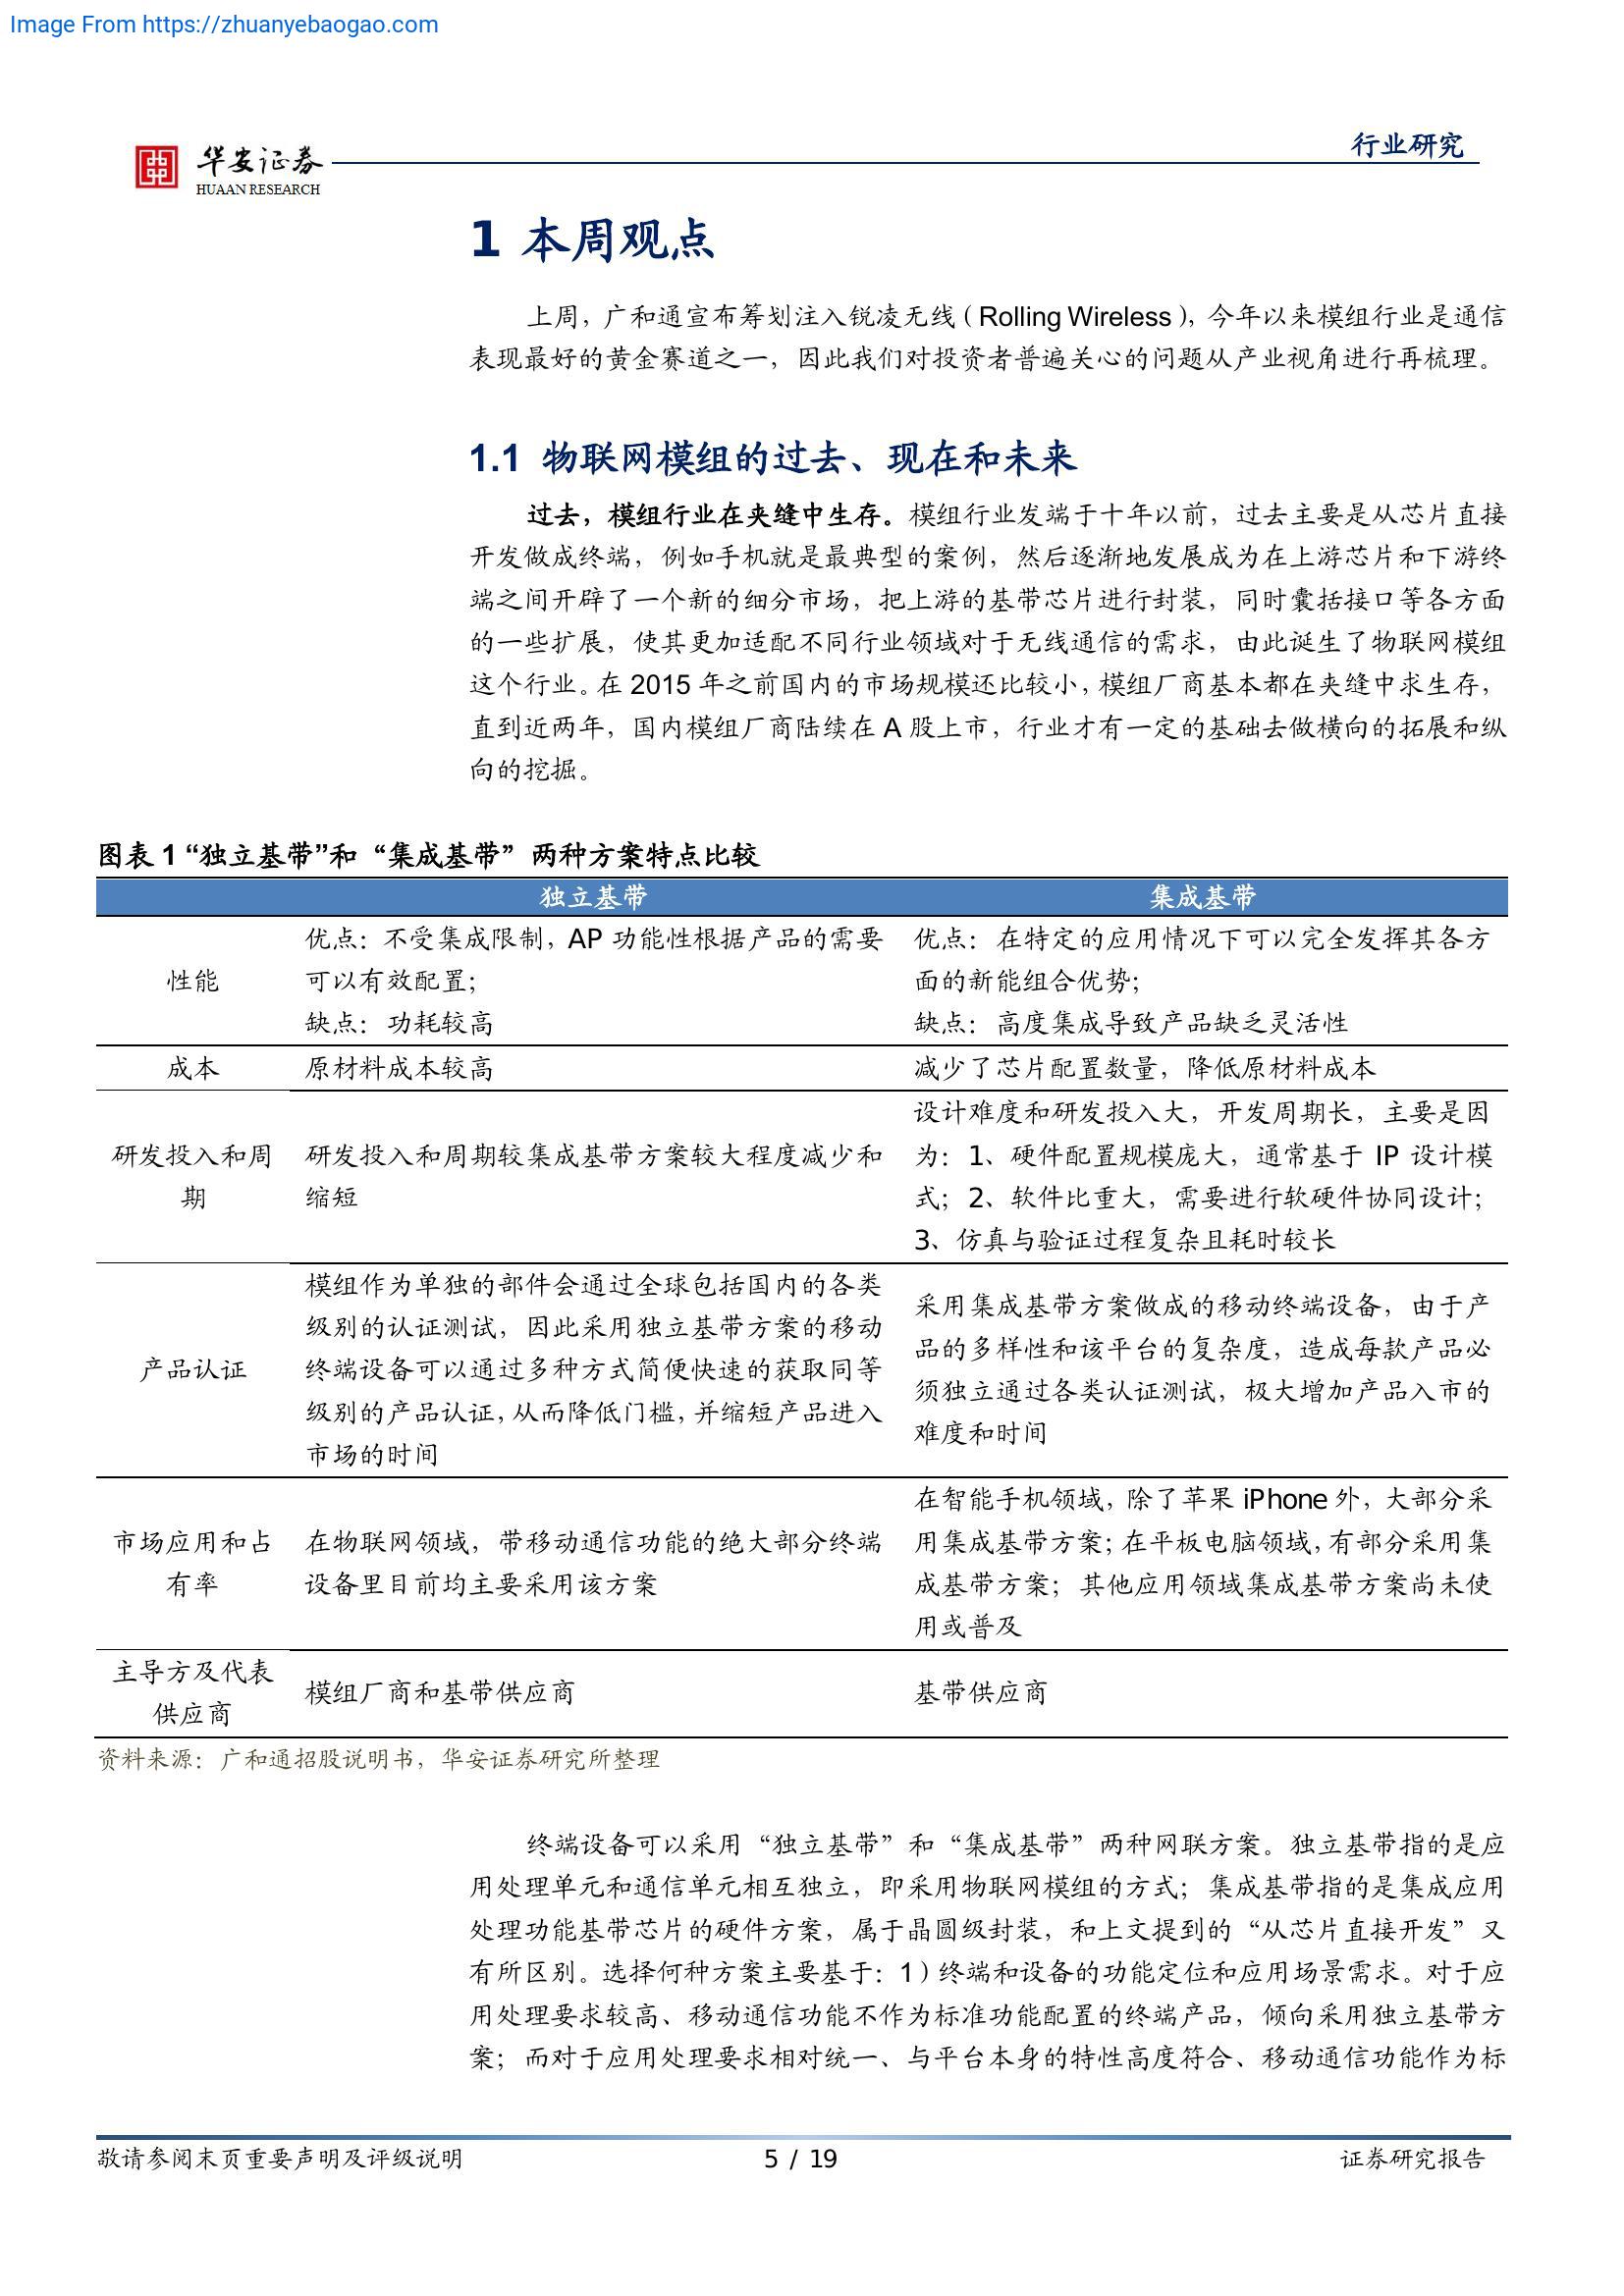 Image From https://zhuanyebaogao.com
行业研究
华安证券
HUAAN RESEARCH
1 本周观点
上周，广和通宣布筹划注入锐凌无线（Rolling Wireless），今年以来模组行业是通信
表现最好的黄金赛道之一，因此我们对投资者普遍关心的问题从产业视角进行再梳理。
1.1 物联网模组的过去、现在和未来
过去，模组行业在夹缝中生存。模组行业发端于十年以前，过去主要是从芯片直接
开发做成终端，例如手机就是最典型的案例，然后逐渐地发展成为在上游芯片和下游终
端之间开辟了一个新的细分市场，把上游的基带芯片进行封装，同时囊括接口等各方面
的一些扩展，使其更加适配不同行业领域对于无线通信的需求，由此诞生了物联网模组
这个行业。在 2015 年之前国内的市场规模还比较小，模组厂商基本都在夹缝中求生存，
直到近两年，国内模组厂商陆续在 A 股上市，行业才有一定的基础去做横向的拓展和纵
向的挖掘。
图表 1 “独立基带”和“集成基带”两种方案特点比较
独立基带 集成基带
性能
优点：不受集成限制，AP 功能性根据产品的需要
可以有效配置；
缺点：功耗较高
优点：在特定的应用情况下可以完全发挥其各方
面的新能组合优势；
缺点：高度集成导致产品缺乏灵活性
成本
原材料成本较高
减少了芯片配置数量，降低原材料成本
研发投入和周
期
研发投入和周期较集成基带方案较大程度减少和
缩短
设计难度和研发投入大，开发周期长，主要是因
为：1、硬件配置规模庞大，通常基于 IP 设计模
式；2、软件比重大，需要进行软硬件协同设计；
3、仿真与验证过程复杂且耗时较长
产品认证
模组作为单独的部件会通过全球包括国内的各类
级别的认证测试，因此采用独立基带方案的移动
终端设备可以通过多种方式简便快速的获取同等
级别的产品认证，从而降低门槛，并缩短产品进入
市场的时间
采用集成基带方案做成的移动终端设备，由于产
品的多样性和该平台的复杂度，造成每款产品必
须独立通过各类认证测试，极大增加产品入市的
难度和时间
市场应用和占
有率
在物联网领域，带移动通信功能的绝大部分终端
设备里目前均主要采用该方案
在智能手机领域，除了苹果 iPhone 外，大部分采
用集成基带方案；在平板电脑领域，有部分采用集
成基带方案；其他应用领域集成基带方案尚未使
用或普及
主导方及代表
供应商
模组厂商和基带供应商
基带供应商
资料来源：广和通招股说明书，华安证券研究所整理
终端设备可以采用“独立基带”和“集成基带”两种网联方案。独立基带指的是应
用处理单元和通信单元相互独立，即采用物联网模组的方式；集成基带指的是集成应用
处理功能基带芯片的硬件方案，属于晶圆级封装，和上文提到的“从芯片直接开发”又
有所区别。选择何种方案主要基于：1）终端和设备的功能定位和应用场景需求。对于应
用处理要求较高、移动通信功能不作为标准功能配置的终端产品，倾向采用独立基带方
案；而对于应用处理要求相对统一、与平台本身的特性高度符合、移动通信功能作为标
敬请参阅末页重要声明及评级说明 5 / 19 证券研究报告